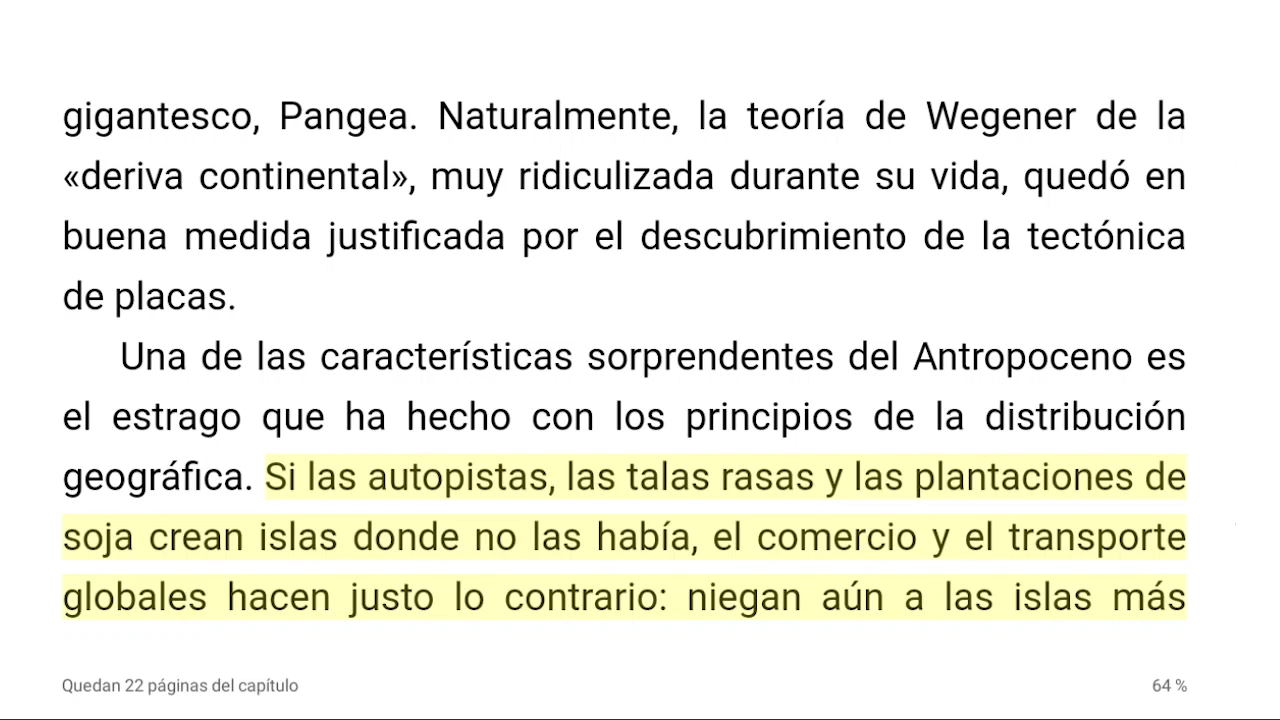 gigantesco, Pangea. Naturalmente, la teoría de Wegener de la
«deriva continental», muy ridiculizada durante su vida, quedó en
buena medida justificada por el descubrimiento de la tectónica
de placas.
Una de las características sorprendentes del Antropoceno es
el estrago que ha hecho con los principios de la distribución
geográfica. Si las autopistas, las talas rasas y las plantaciones de
soja crean islas donde no las había, el comercio y el transporte
globales hacen justo lo contrario: niegan aún a las islas más
Quedan 22 páginas del capítulo
64 %